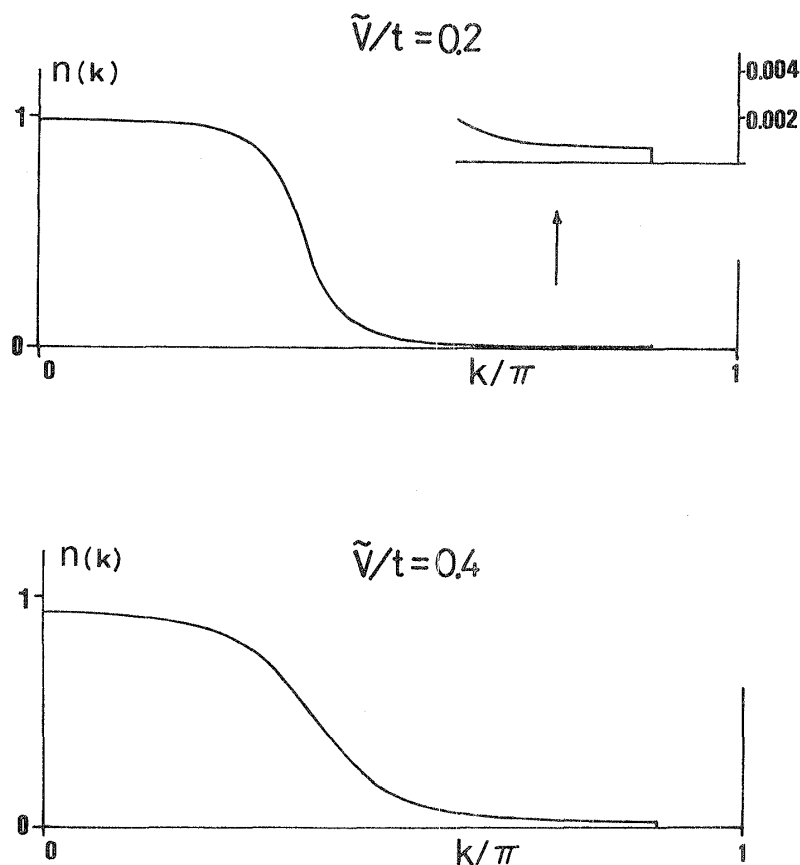 Ṽ/t = 0.2
n(k)
0.004
1
0.002
0
0
k/π
1
n(k)
Ṽ/t = 0.4
1
0
0
k/π
1